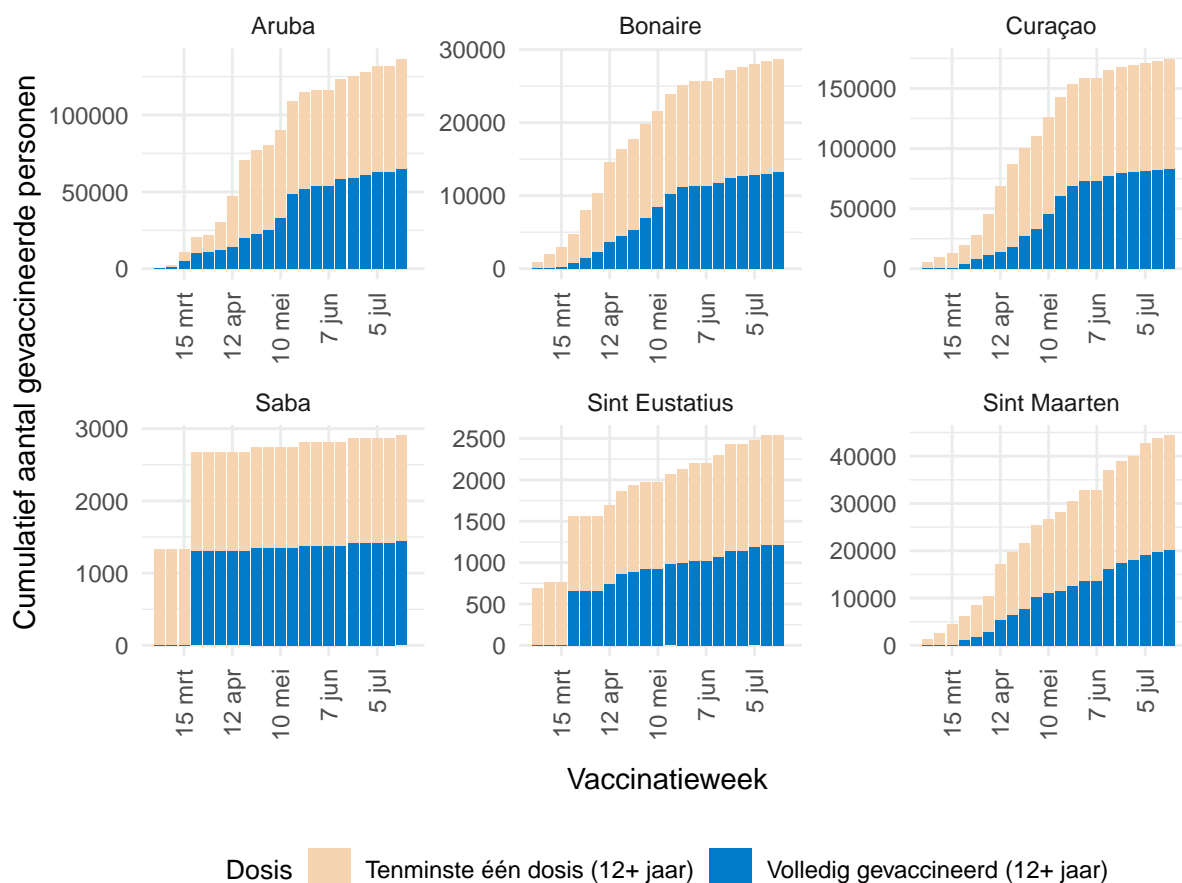 Cumulatief aantal gevaccineerde personen
Aruba
100000
50000
0
15 mrt
12 apr
10 mei
7 jun
5 jul
Bonaire
30000
20000
10000
0
15 mrt
12 apr
10 mei
7 jun
5 jul
Curaçao
150000
100000
50000
0
15 mrt
12 apr
10 mei
7 jun
5 jul
Saba
3000
2000
1000
0
15 mrt
12 apr
10 mei
7 jun
5 jul
Sint Eustatius
2500
2000
1500
1000
500
0
15 mrt
12 apr
10 mei
7 jun
5 jul
Sint Maarten
40000
30000
20000
10000
0
15 mrt
12 apr
10 mei
7 jun
5 jul
Vaccinatieweek
Dosis Tenminste één dosis (12+ jaar) Volledig gevaccineerd (12+ jaar)